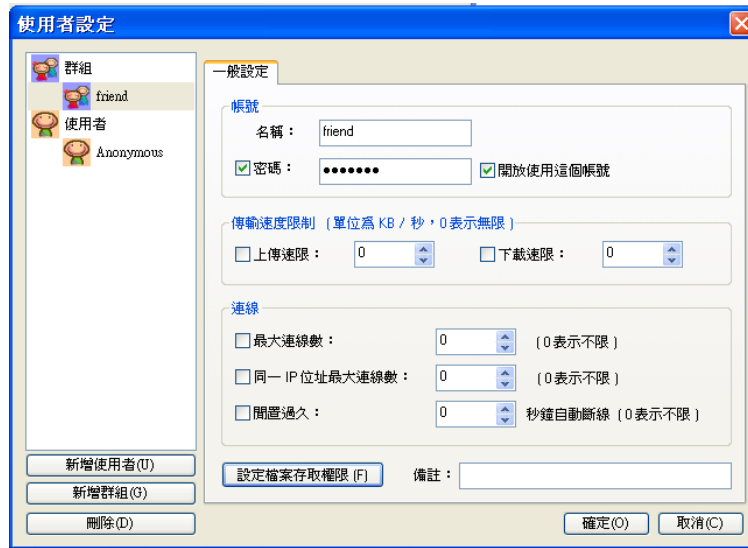 使用者設定
群組
friend
使用者
Anonymous
新增使用者(U)
新增群組(G)
刪除(D)
一般設定
帳號
名稱： friend
密碼： ●●●●●●● 開放使用這個帳號
傳輸速度限制（單位為 KB / 秒，0表示無限）
上傳速限： 0 下載速限： 0
連線
最大連線數： 0 （0表示不限）
同一 IP 位址最大連線數： 0 （0表示不限）
閒置過久： 0 秒鐘自動斷線（0表示不限）
設定檔案存取權限 (F) 備註：
確定(O) 取消(C)